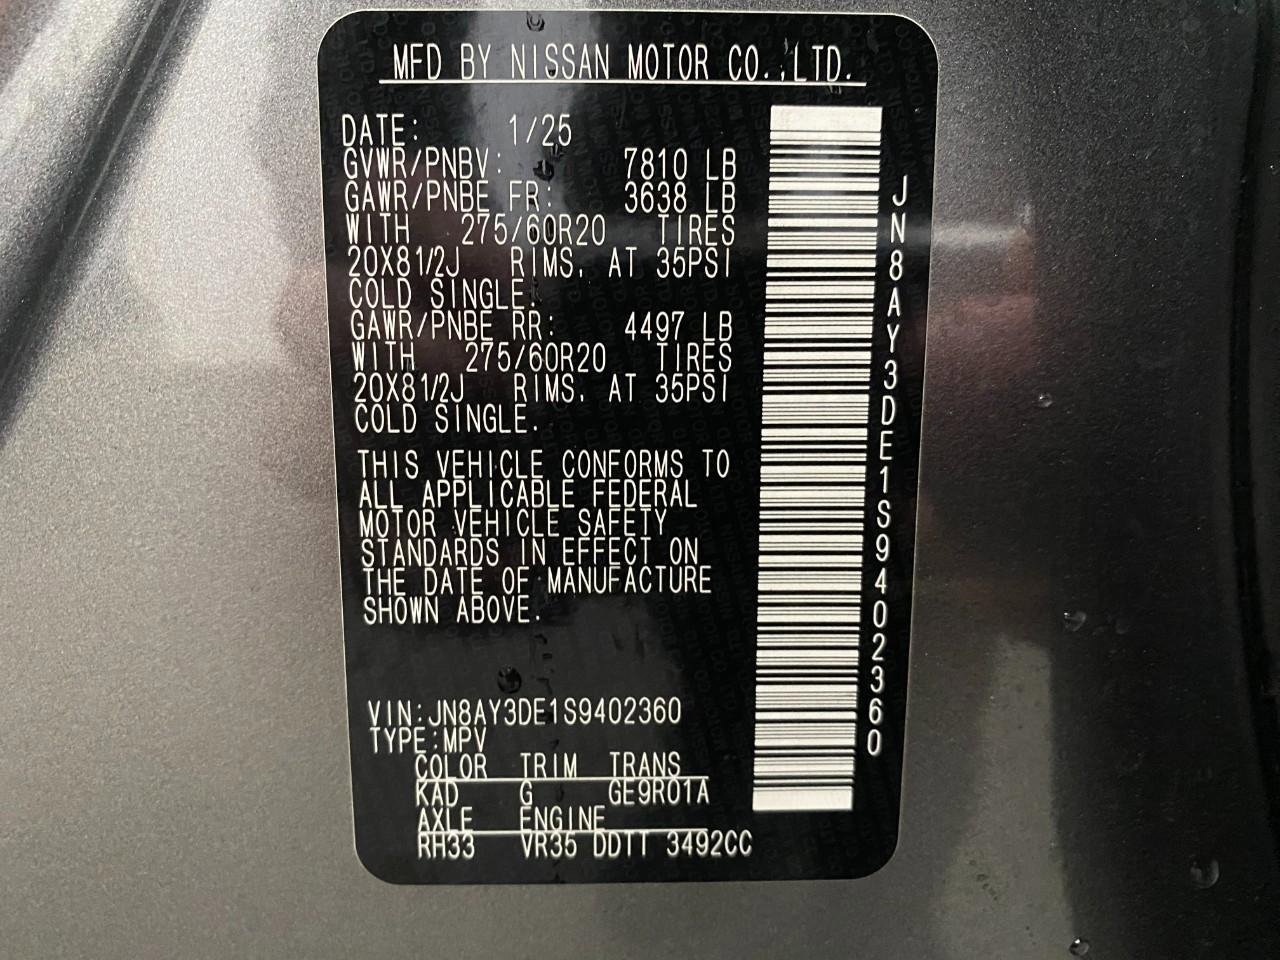 MFD BY NISSAN MOTOR CO.,LTD.
DATE: 1/25
GVWR/PNBV: 7810 LB
GAWR/PNBE FR: 3638 LB
WITH 275/60R20 TIRES
20X81/2J RIMS, AT 35PSI
COLD SINGLE.
GAWR/PNBE RR: 4497 LB
WITH 275/60R20 TIRES
20X81/2J RIMS, AT 35PSI
COLD SINGLE.
THIS VEHICLE CONFORMS TO
ALL APPLICABLE FEDERAL
MOTOR VEHICLE SAFETY
STANDARDS IN EFFECT ON
THE DATE OF MANUFACTURE
SHOWN ABOVE.
VIN:JN8AY3DE1S9402360
TYPE:MPV
COLOR TRIM TRANS
KAD G GE9R01A
AXLE ENGINE
RH33 VR35 DDTT 3492CC
JN8AY3DE1S9402360